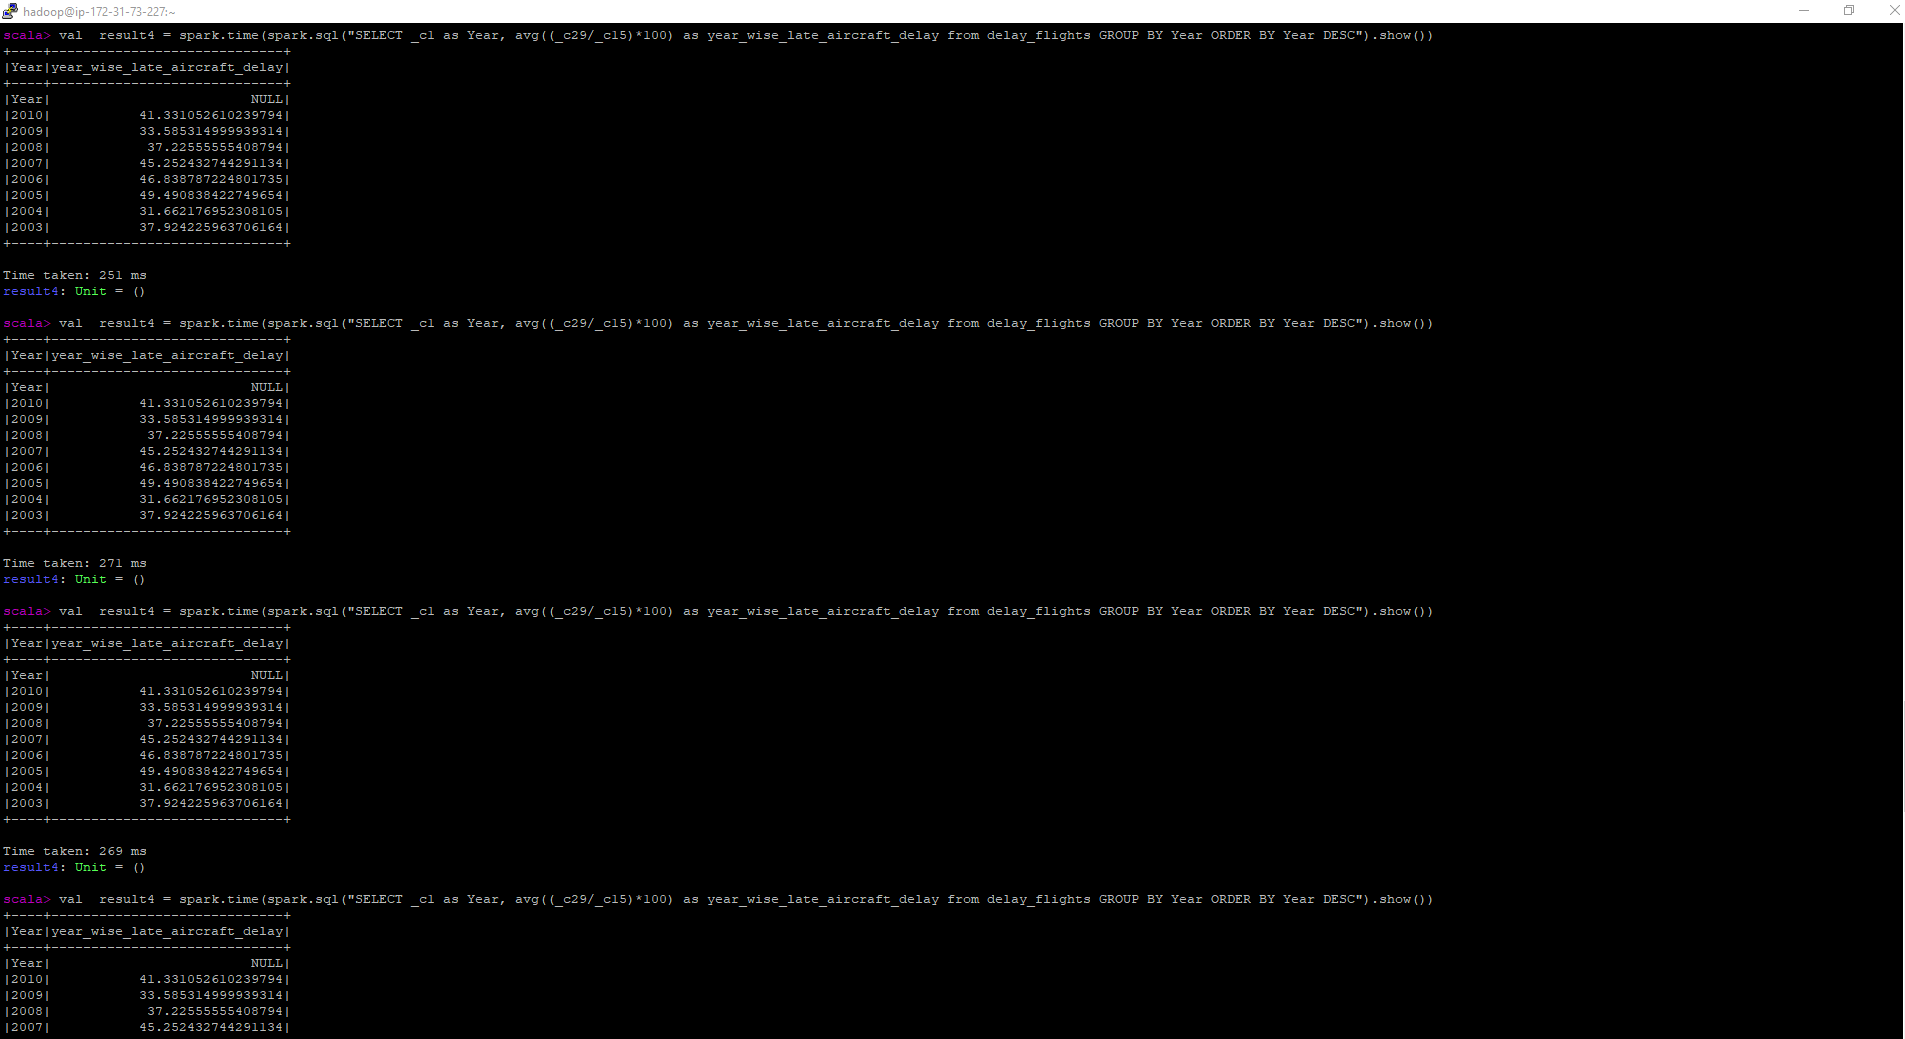 hadoop@ip-172-31-73-227:~
scala> val  result4 = spark.time(spark.sql("SELECT _c1 as Year, avg((_c29/_c15)*100) as year_wise_late_aircraft_delay from delay_flights GROUP BY Year ORDER BY Year DESC").show())
+----+-----------------------------+
|Year|year_wise_late_aircraft_delay|
+----+-----------------------------+
|Year|                         NULL|
|2010|           41.331052610239794|
|2009|           33.585314999939314|
|2008|            37.22555555408794|
|2007|           45.252432744291134|
|2006|           46.838787224801735|
|2005|           49.490838422749654|
|2004|           31.662176952308105|
|2003|           37.924225963706164|
+----+-----------------------------+
Time taken: 251 ms
result4: Unit = ()
scala> val  result4 = spark.time(spark.sql("SELECT _c1 as Year, avg((_c29/_c15)*100) as year_wise_late_aircraft_delay from delay_flights GROUP BY Year ORDER BY Year DESC").show())
+----+-----------------------------+
|Year|year_wise_late_aircraft_delay|
+----+-----------------------------+
|Year|                         NULL|
|2010|           41.331052610239794|
|2009|           33.585314999939314|
|2008|            37.22555555408794|
|2007|           45.252432744291134|
|2006|           46.838787224801735|
|2005|           49.490838422749654|
|2004|           31.662176952308105|
|2003|           37.924225963706164|
+----+-----------------------------+
Time taken: 271 ms
result4: Unit = ()
scala> val  result4 = spark.time(spark.sql("SELECT _c1 as Year, avg((_c29/_c15)*100) as year_wise_late_aircraft_delay from delay_flights GROUP BY Year ORDER BY Year DESC").show())
+----+-----------------------------+
|Year|year_wise_late_aircraft_delay|
+----+-----------------------------+
|Year|                         NULL|
|2010|           41.331052610239794|
|2009|           33.585314999939314|
|2008|            37.22555555408794|
|2007|           45.252432744291134|
|2006|           46.838787224801735|
|2005|           49.490838422749654|
|2004|           31.662176952308105|
|2003|           37.924225963706164|
+----+-----------------------------+
Time taken: 269 ms
result4: Unit = ()
scala> val  result4 = spark.time(spark.sql("SELECT _c1 as Year, avg((_c29/_c15)*100) as year_wise_late_aircraft_delay from delay_flights GROUP BY Year ORDER BY Year DESC").show())
+----+-----------------------------+
|Year|year_wise_late_aircraft_delay|
+----+-----------------------------+
|Year|                         NULL|
|2010|           41.331052610239794|
|2009|           33.585314999939314|
|2008|            37.22555555408794|
|2007|           45.252432744291134|